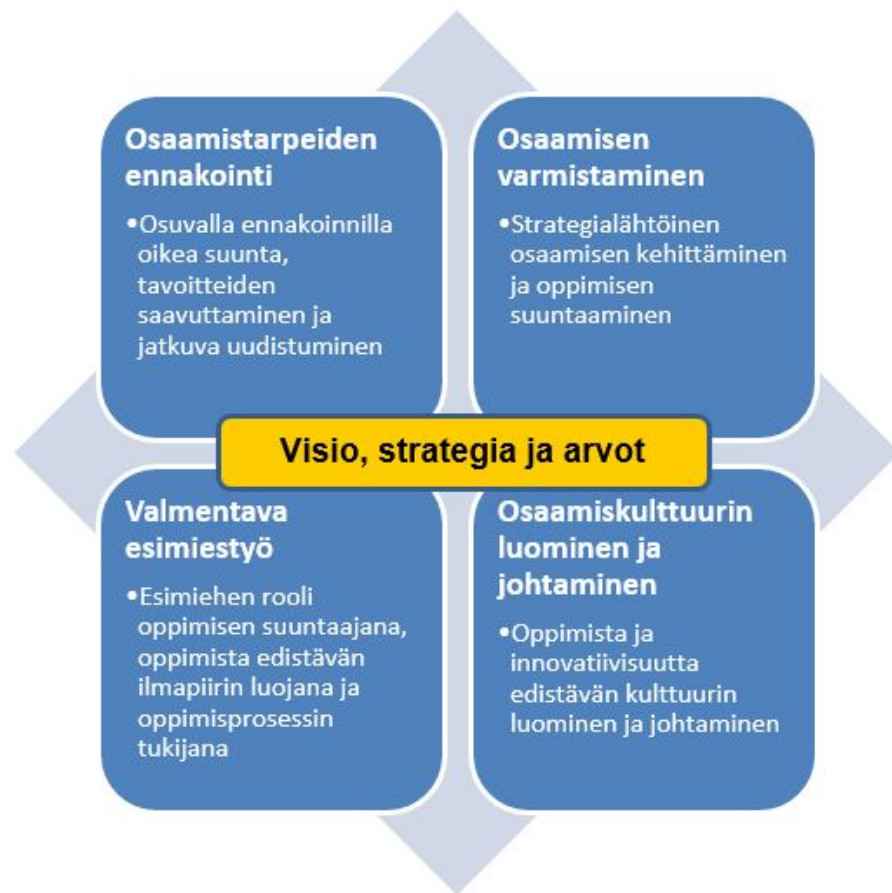 Osaamistarpeiden
ennakointi
•Osuvalla ennakoinnilla
oikea suunta,
tavoitteiden
saavuttaminen ja
jatkuva uudistuminen
Osaamisen
varmistaminen
•Strategialähtöinen
osaamisen kehittäminen
ja oppimisen
suuntaaminen
Visio, strategia ja arvot
Valmentava
esimiestyö
•Esimiehen rooli
oppimisen suuntaajana,
oppimista edistävän
ilmapiirin luojana ja
oppimisprosessin
tukijana
Osaamiskulttuurin
luominen ja
johtaminen
•Oppimista ja
innovatiivisuutta
edistävän kulttuurin
luominen ja johtaminen